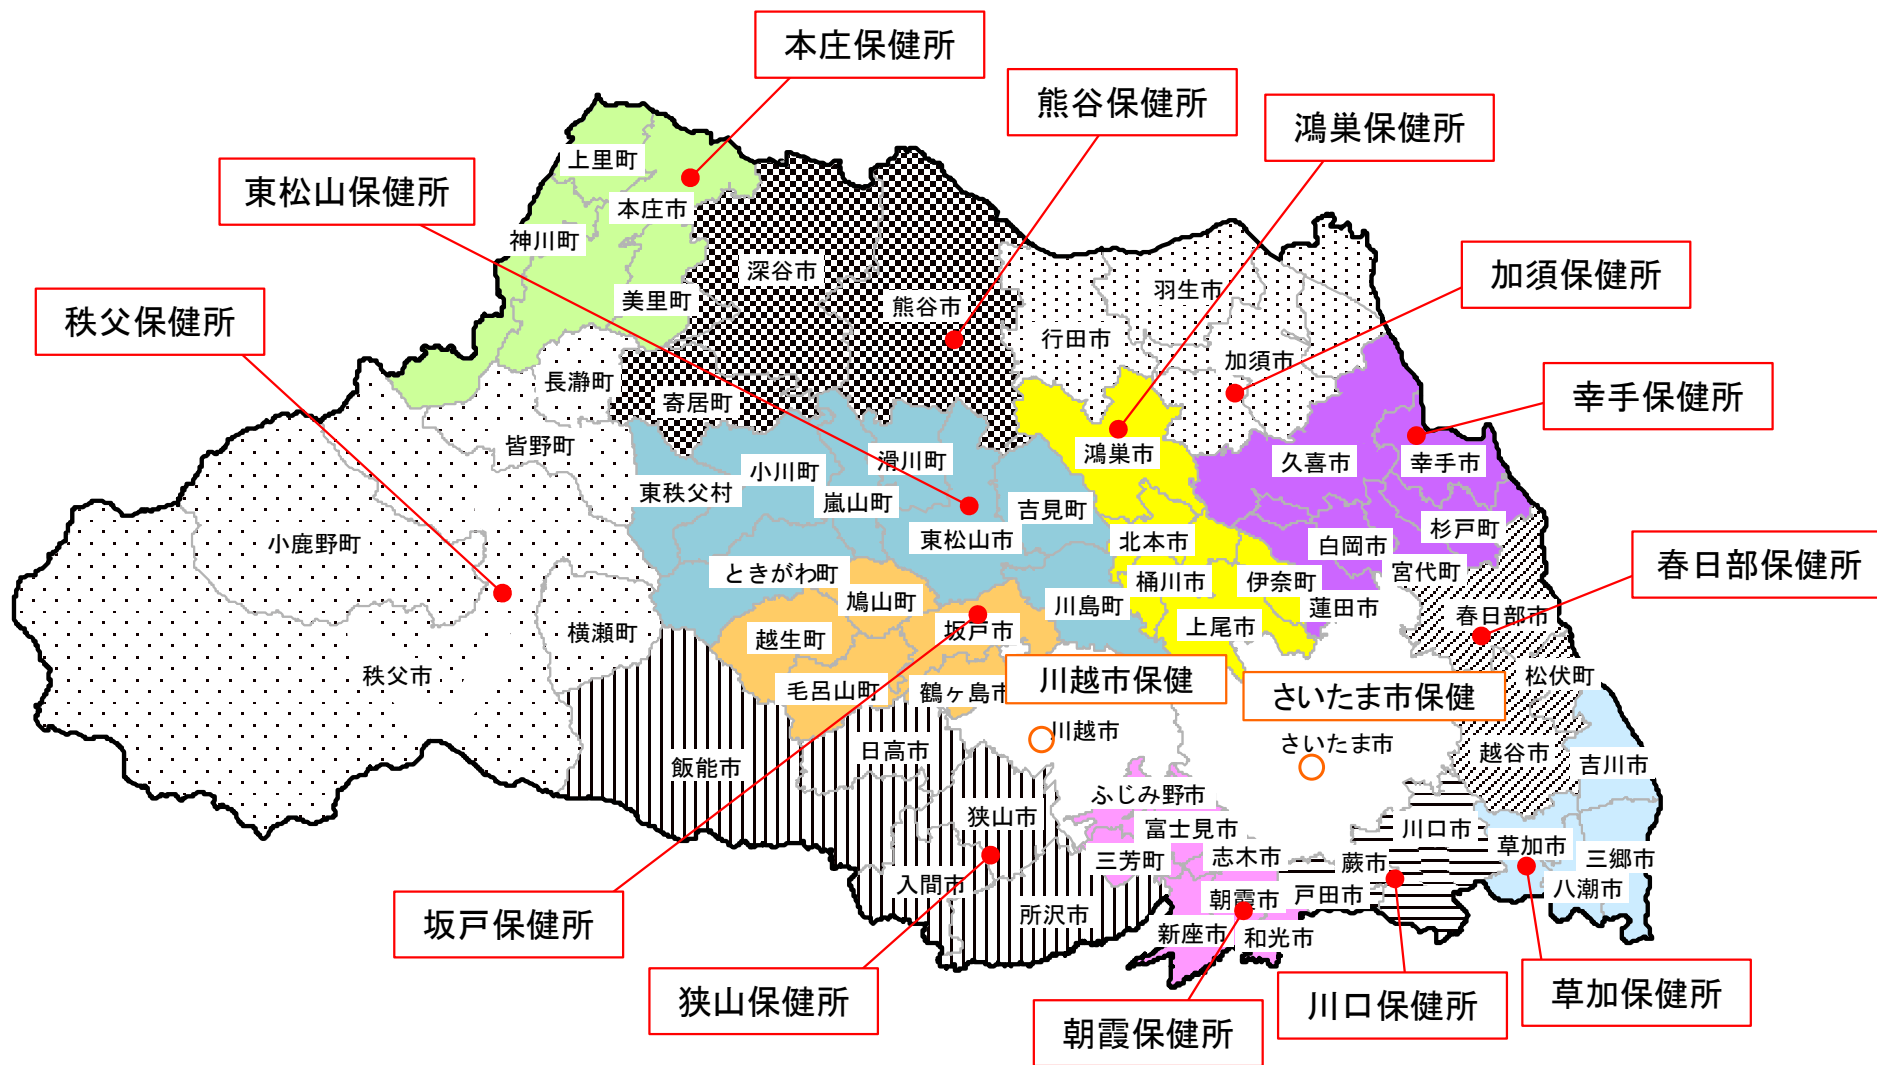 本庄保健所
熊谷保健所
鴻巣保健所
東松山保健所
加須保健所
秩父保健所
幸手保健所
春日部保健所
川越市保健
さいたま市保健
坂戸保健所
狭山保健所
朝霞保健所
川口保健所
草加保健所
上里町
本庄市
神川町
美里町
深谷市
熊谷市
羽生市
行田市
加須市
長瀞町
寄居町
皆野町
東秩父村
小川町
滑川町
嵐山町
吉見町
鴻巣市
久喜市
幸手市
小鹿野町
東松山市
北本市
白岡市
杉戸町
ときがわ町
鳩山町
川島町
桶川市
伊奈町
宮代町
蓮田市
春日部市
横瀬町
越生町
坂戸市
上尾市
秩父市
毛呂山町
鶴ヶ島市
松伏町
川越市
さいたま市
越谷市
吉川市
飯能市
日高市
狭山市
ふじみ野市
富士見市
三芳町
志木市
川口市
草加市
三郷市
入間市
所沢市
朝霞市
戸田市
蕨市
八潮市
新座市
和光市